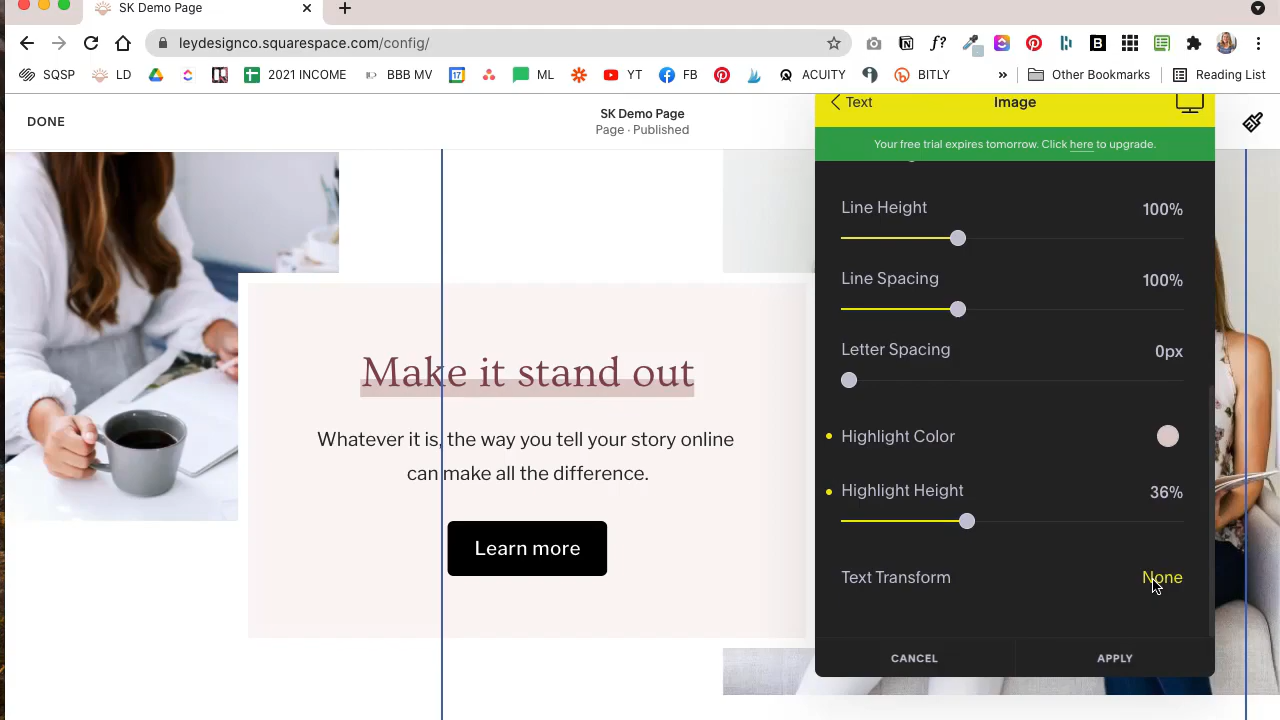 SK Demo Page
leydesignco.squarespace.com/config/
f?
SQSP
LD
2021 INCOME
BBB MV
ML
YT
FB
ACUITY
BITLY
»
Other Bookmarks
Reading List
DONE
SK Demo Page
Page · Published
Text
Image
Your free trial expires tomorrow. Click here to upgrade.
Line Height
100%
Line Spacing
100%
Letter Spacing
0px
Highlight Color
Highlight Height
36%
Text Transform
None
CANCEL
APPLY
Make it stand out
Whatever it is, the way you tell your story online
can make all the difference.
Learn more